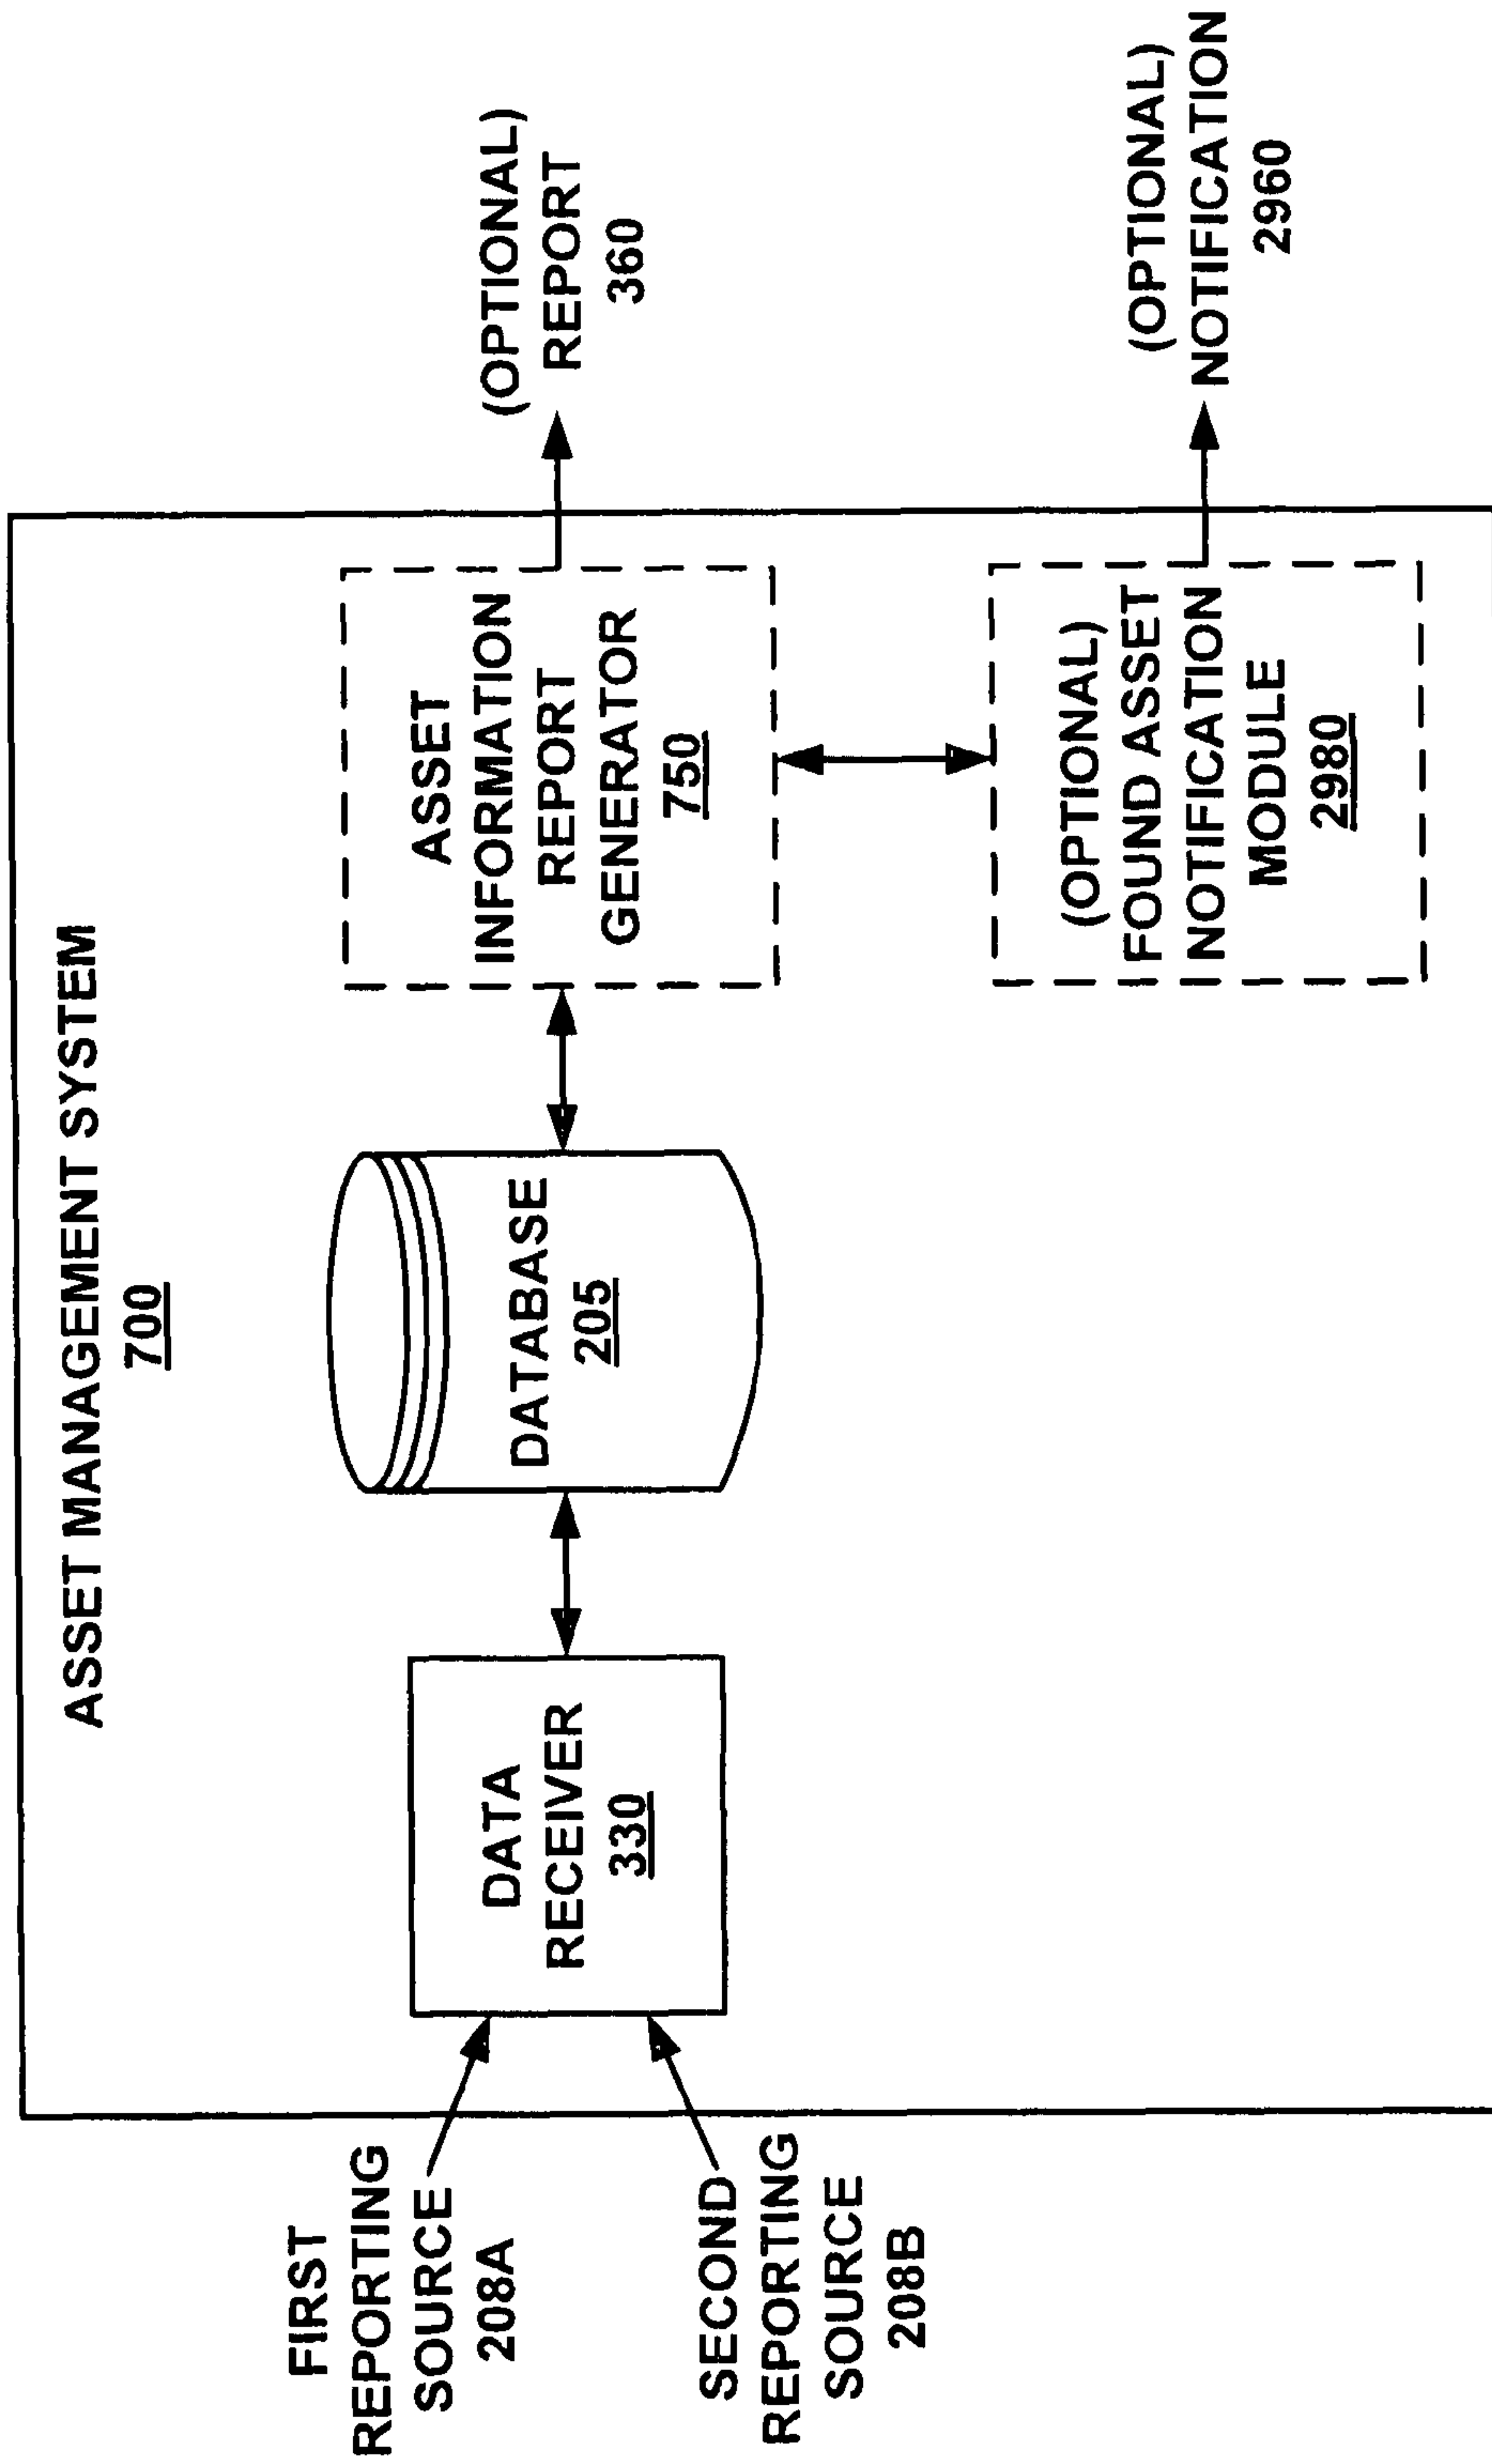 ASSET MANAGEMENT SYSTEM
700
FIRST
REPORTING
SOURCE
208A
SECOND
REPORTING
SOURCE
208B
DATA
RECEIVER
330
DATABASE
205
ASSET
INFORMATION
REPORT
GENERATOR
750
(OPTIONAL)
FOUND ASSET
NOTIFICATION
MODULE
2980
(OPTIONAL)
REPORT
360
(OPTIONAL)
NOTIFICATION
2960